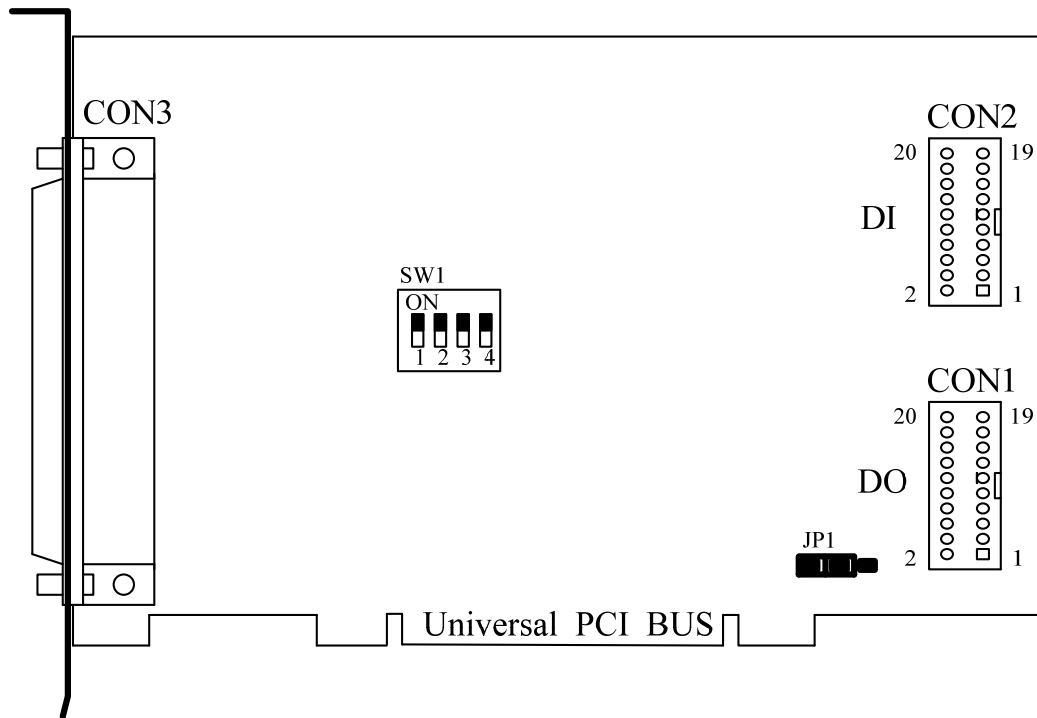 CON3
CON2
20 19
DI
2 1
SW1
ON
1 2 3 4
CON1
20 19
DO
2 1
JP1
Universal PCI BUS